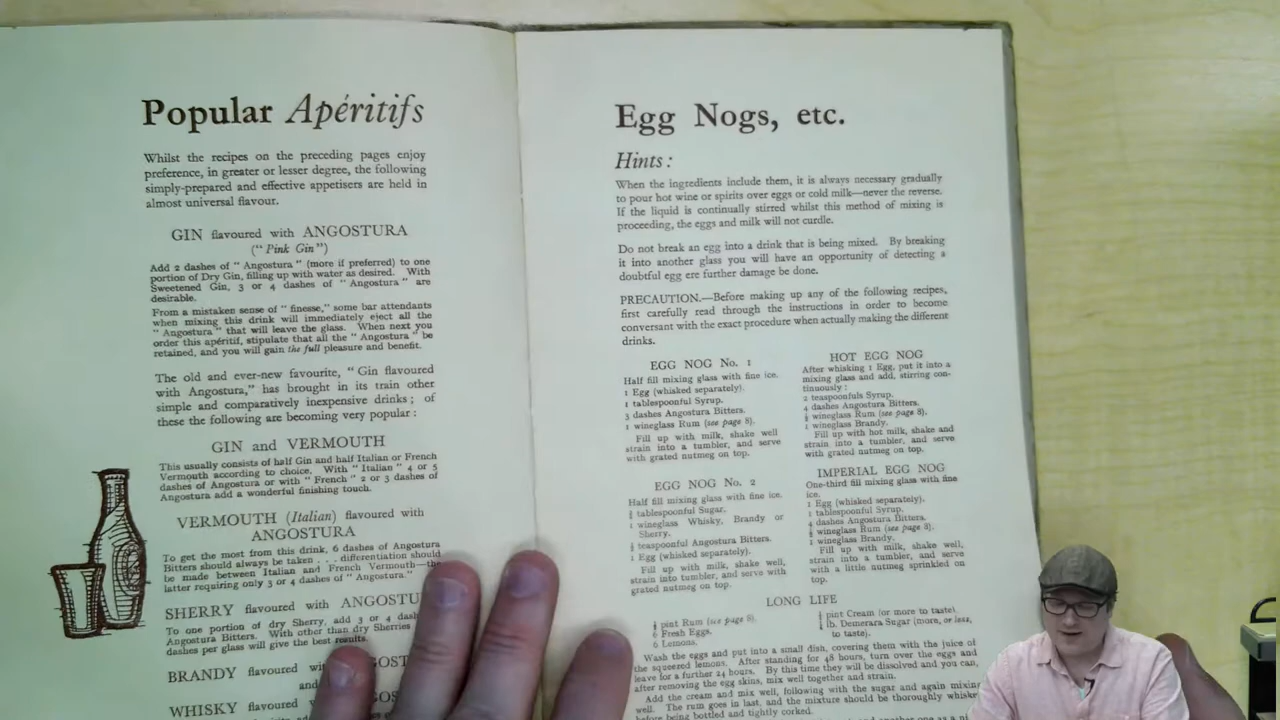 Popular Apéritifs
Whilst the recipes on the preceding pages enjoy
preference, in greater or lesser degree, the following
simply-prepared and effective appetisers are held in
almost universal flavour.
GIN flavoured with ANGOSTURA
("Pink Gin")
Add 2 dashes of "Angostura" (more if preferred) to one
portion of Dry Gin, filling up with water as desired. With
Sweetened Gin, 3 or 4 dashes of "Angostura" are
desirable.
From a mistaken sense of "finesse," some bar attendants
when mixing this drink will immediately eject all the
"Angostura" that will leave the glass. When next you
order this apéritif, stipulate that all the "Angostura" be
retained, and you will gain the full pleasure and benefit.
The old and ever-new favourite, "Gin flavoured
with Angostura," has brought in its train other
simple and comparatively inexpensive drinks; of
these the following are becoming very popular:
GIN and VERMOUTH
This usually consists of half Gin and half Italian or French
Vermouth according to choice. With "Italian" 4 or 5
dashes of Angostura or with "French" 2 or 3 dashes of
Angostura add a wonderful finishing touch.
VERMOUTH (Italian) flavoured with
ANGOSTURA
To get the most from this drink, 6 dashes of Angostura
Bitters should always be taken . . . differentiation should
be made between Italian and French Vermouth—the
latter requiring only 3 or 4 dashes of "Angostura."
SHERRY flavoured with ANGOSTU
To one portion of dry Sherry, add 3 or 4 dash
Angostura Bitters. With other than dry Sherries
dashes per glass will give the best results.
BRANDY flavoured wi
GOST
and
WHISKY flavoured
GOS
Egg Nogs, etc.
Hints:
When the ingredients include them, it is always necessary gradually
to pour hot wine or spirits over eggs or cold milk—never the reverse.
If the liquid is continually stirred whilst this method of mixing is
proceeding, the eggs and milk will not curdle.
Do not break an egg into a drink that is being mixed. By breaking
it into another glass you will have an opportunity of detecting a
doubtful egg ere further damage be done.
PRECAUTION.—Before making up any of the following recipes,
first carefully read through the instructions in order to become
conversant with the exact procedure when actually making the different
drinks.
EGG NOG No. 1
Half fill mixing glass with fine ice.
1 Egg (whisked separately).
1 tablespoonful Syrup.
3 dashes Angostura Bitters.
1 wineglass Rum (see page 8).
Fill up with milk, shake well
strain into a tumbler, and serve
with grated nutmeg on top.
EGG NOG No. 2
Half fill mixing glass with fine ice.
tablespoonful Sugar.
1 wineglass Whisky, Brandy or
Sherry.
teaspoonful Angostura Bitters.
1 Egg (whisked separately).
Fill up with milk, shake well,
strain into tumbler, and serve with
grated nutmeg on top.
HOT EGG NOG
After whisking 1 Egg, put it into a
mixing glass and add, stirring con-
tinuously:
2 teaspoonfuls Syrup.
4 dashes Angostura Bitters.
wineglass Rum (see page 8).
wineglass Brandy.
Fill up with hot milk, shake and
strain into a tumbler, and serve
with grated nutmeg on top.
IMPERIAL EGG NOG
One-third fill mixing glass with fine
ice.
1 Egg (whisked separately).
1 tablespoonful Syrup.
4 dashes Angostura Bitters.
wineglass Rum (see page 8).
wineglass Brandy.
Fill up with milk, shake well,
strain into a tumbler, and serve
with a little nutmeg sprinkled on
top.
LONG LIFE
pint Rum (see page 8).
6 Fresh Eggs.
6 Lemons.
pint Cream (or more to taste).
lb. Demerara Sugar (more, or less,
to taste).
Wash the eggs and put into a small dish, covering them with the juice of
the squeezed lemons. After standing for 48 hours, turn over the eggs and
leave for a further 24 hours. By this time they will be dissolved and you can,
after removing the egg skins, mix well together and strain.
Add the cream and mix well, following with the sugar and again mixing
well. The rum goes in last, and the mixture should be thoroughly whiske
before being bottled and tightly corked.